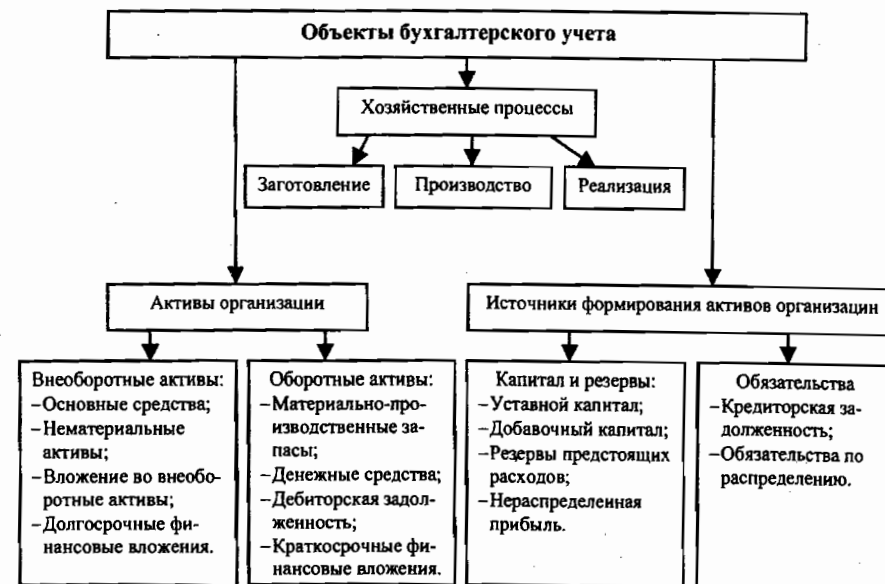 Объекты бухгалтерского учета
Хозяйственные процессы
Заготовление
Производство
Реализация
Активы организации
Источники формирования активов организации
Внеоборотные активы:
–Основные средства;
–Нематериальные
активы;
–Вложение во внеобо-
ротные активы;
–Долгосрочные фи-
нансовые вложения.
Оборотные активы:
–Материально-про-
изводственные за-
пасы;
–Денежные средства;
–Дебиторская задол-
женность;
–Краткосрочные фи-
нансовые вложения.
Капитал и резервы:
–Уставной капитал;
–Добавочный капитал;
–Резервы предстоящих
расходов;
–Нераспределенная
прибыль.
Обязательства
–Кредиторская за-
долженность;
–Обязательства по
распределению.